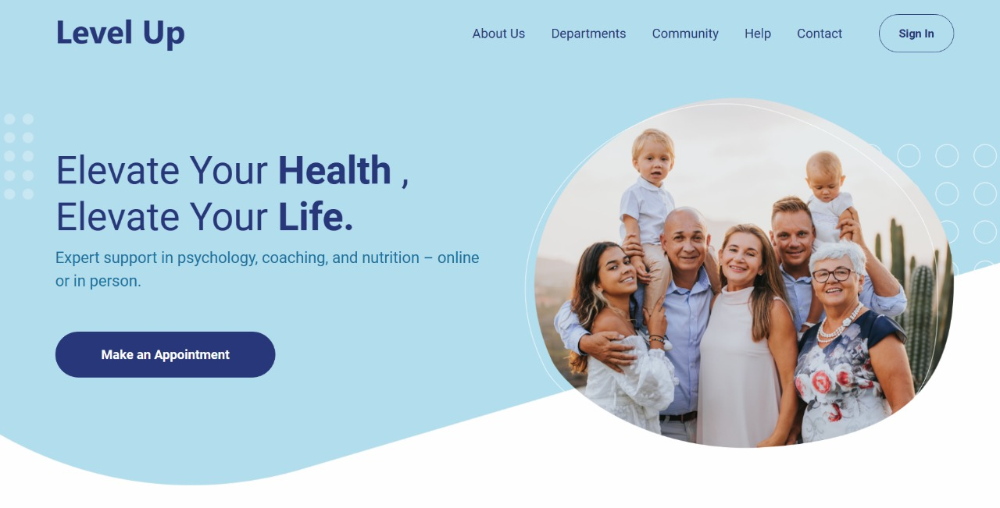 Level Up
About Us
Departments
Community
Help
Contact
Sign In
Elevate Your Health ,
Elevate Your Life.
Expert support in psychology, coaching, and nutrition – online
or in person.
Make an Appointment